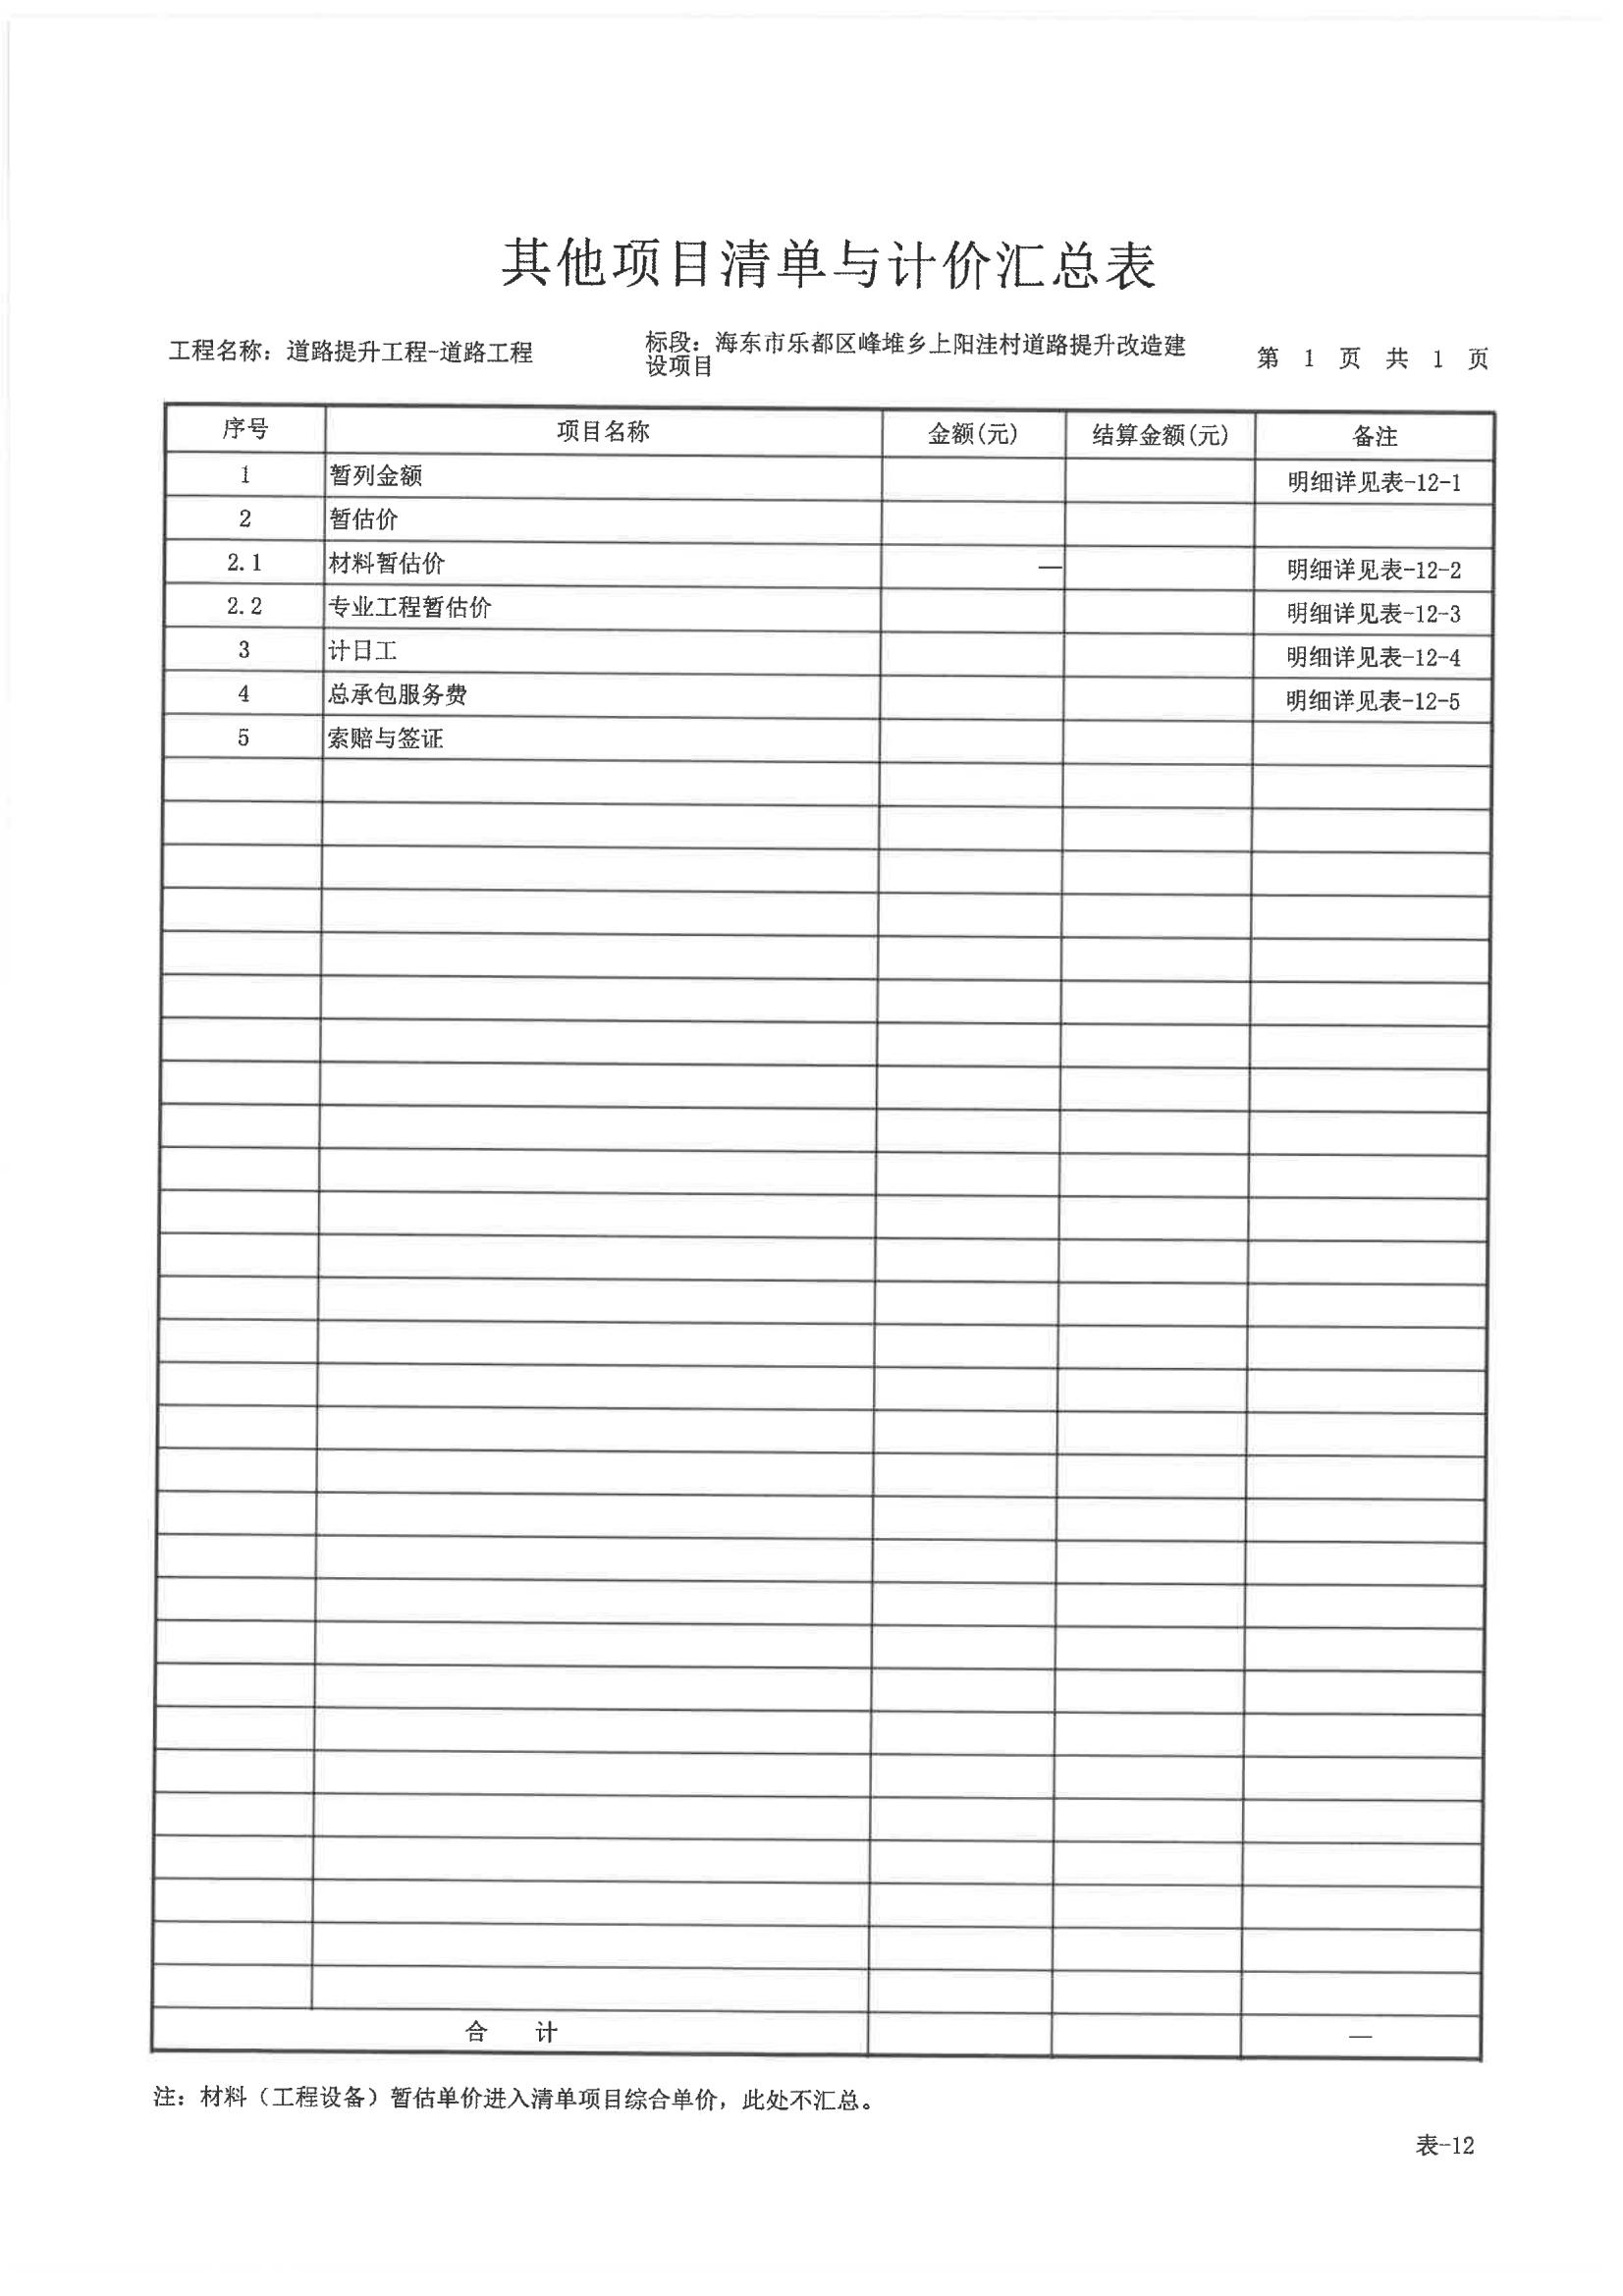 其他项目清单与计价汇总表
工程名称：道路提升工程-道路工程
标段：海东市乐都区峰堆乡上阳洼村道路提升改造建
设项目
第 1 页 共 1 页
序号 项目名称 金额(元) 结算金额(元) 备注
1 暂列金额 明细详见表-12-1
2 暂估价
2.1 材料暂估价 — 明细详见表-12-2
2.2 专业工程暂估价 明细详见表-12-3
3 计日工 明细详见表-12-4
4 总承包服务费 明细详见表-12-5
5 索赔与签证
合 计 —
注：材料（工程设备）暂估单价进入清单项目综合单价，此处不汇总。
表-12